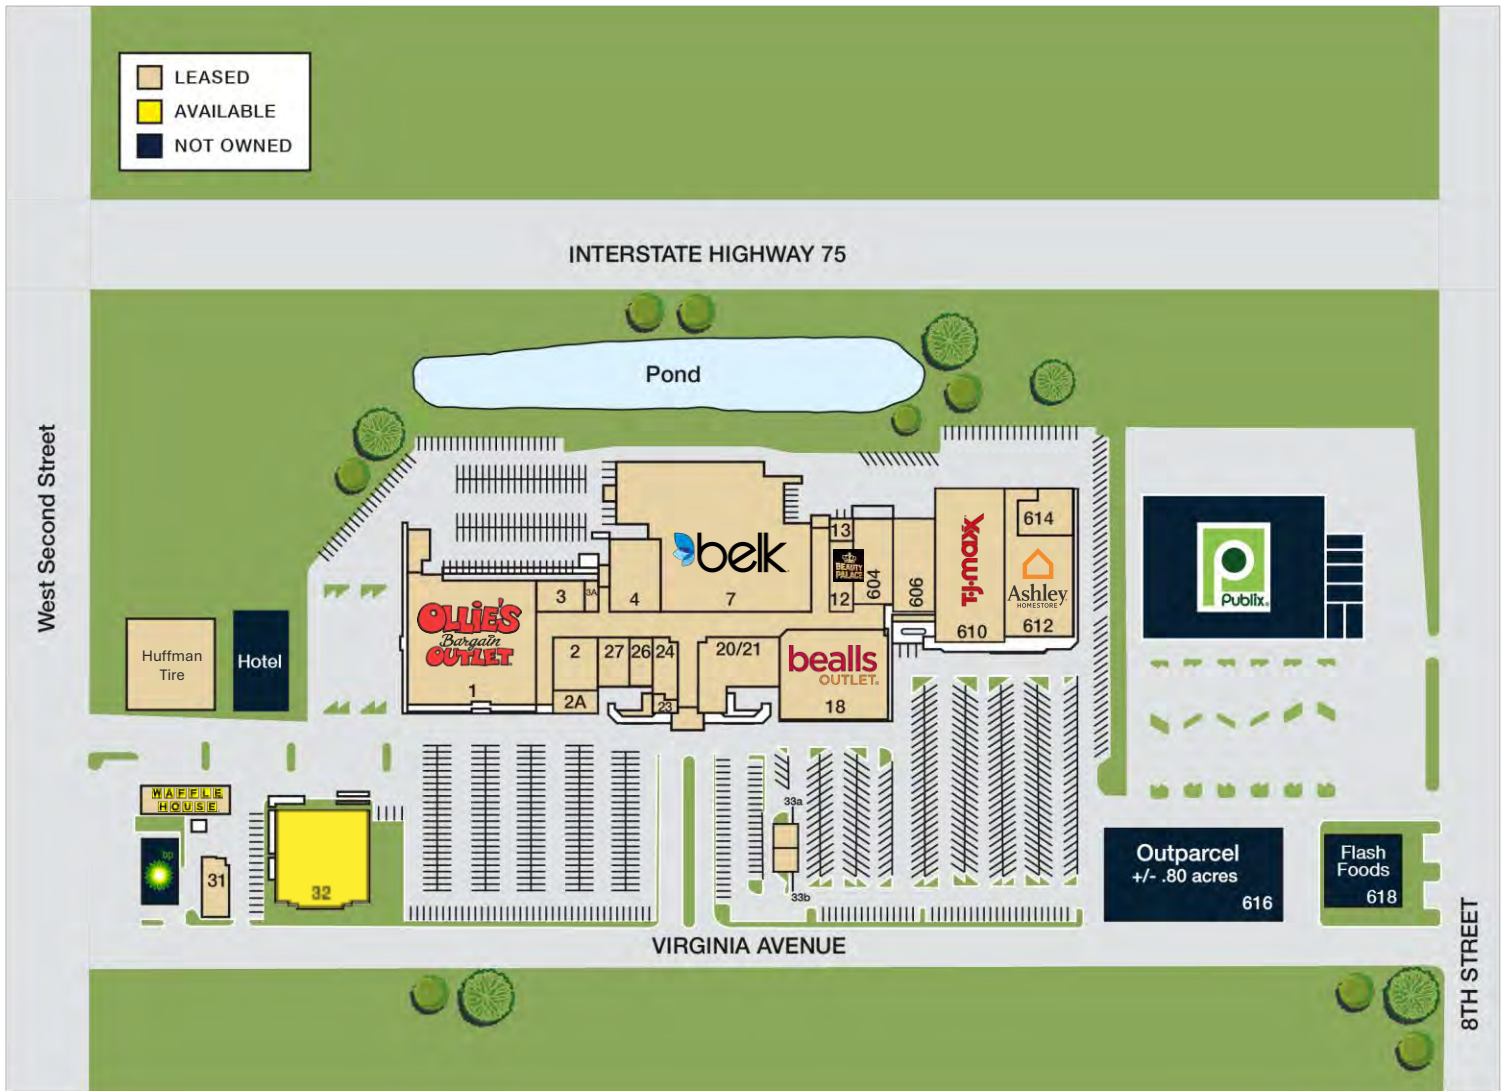 LEASED
AVAILABLE
NOT OWNED
INTERSTATE HIGHWAY 75
Pond
West Second Street
belk
13
BEAUTY
PALACE
12
604
606
T·J·maxx
610
614
Ashley
HOMESTORE
612
Publix
3
3A
4
7
OLLIE'S
Bargain
OUTLET
1
2
2A
27
26
24
23
20/21
bealls
OUTLET
18
Huffman
Tire
Hotel
WAFFLE
HOUSE
bp
31
32
33a
33b
Outparcel
+/- .80 acres
616
Flash
Foods
618
VIRGINIA AVENUE
8TH STREET